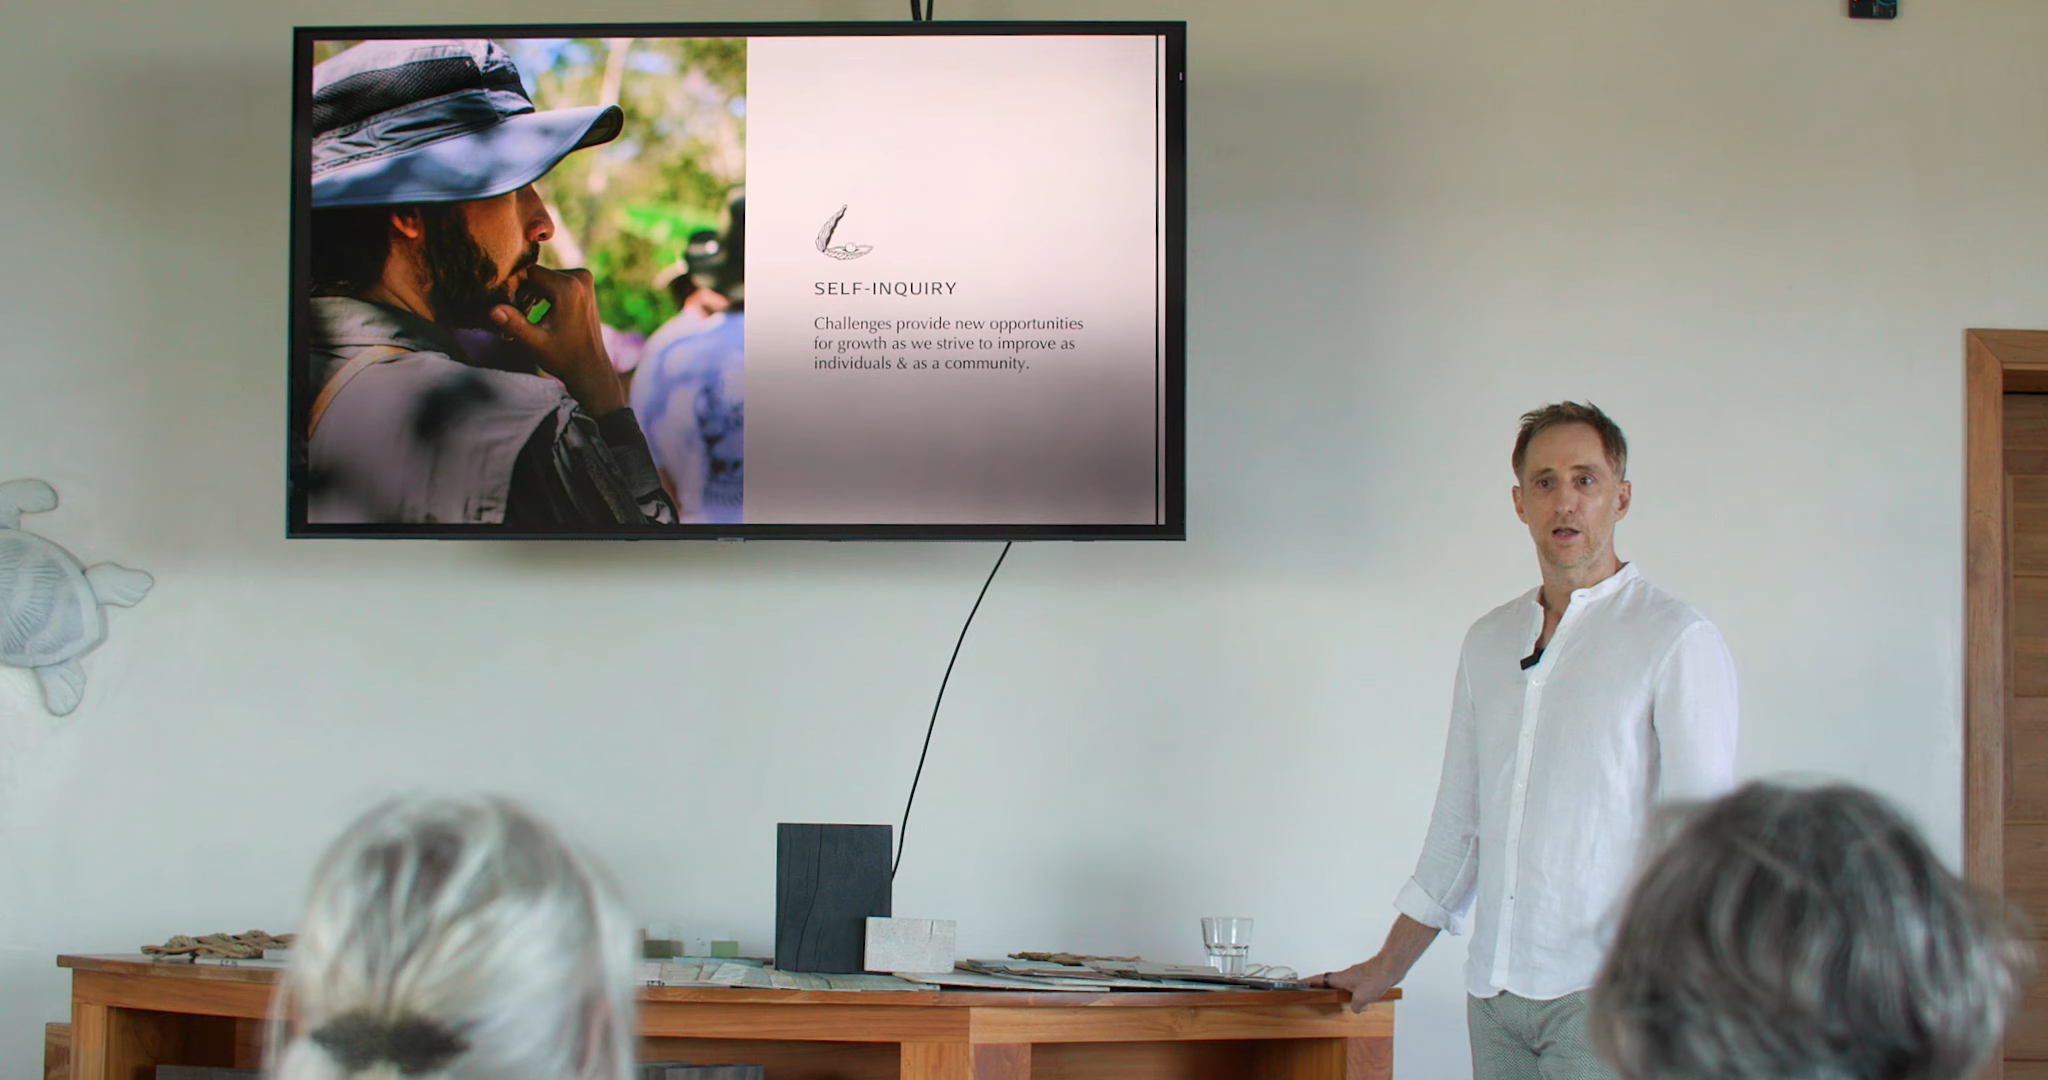 SELF-INQUIRY
Challenges provide new opportunities
for growth as we strive to improve as
individuals & as a community.